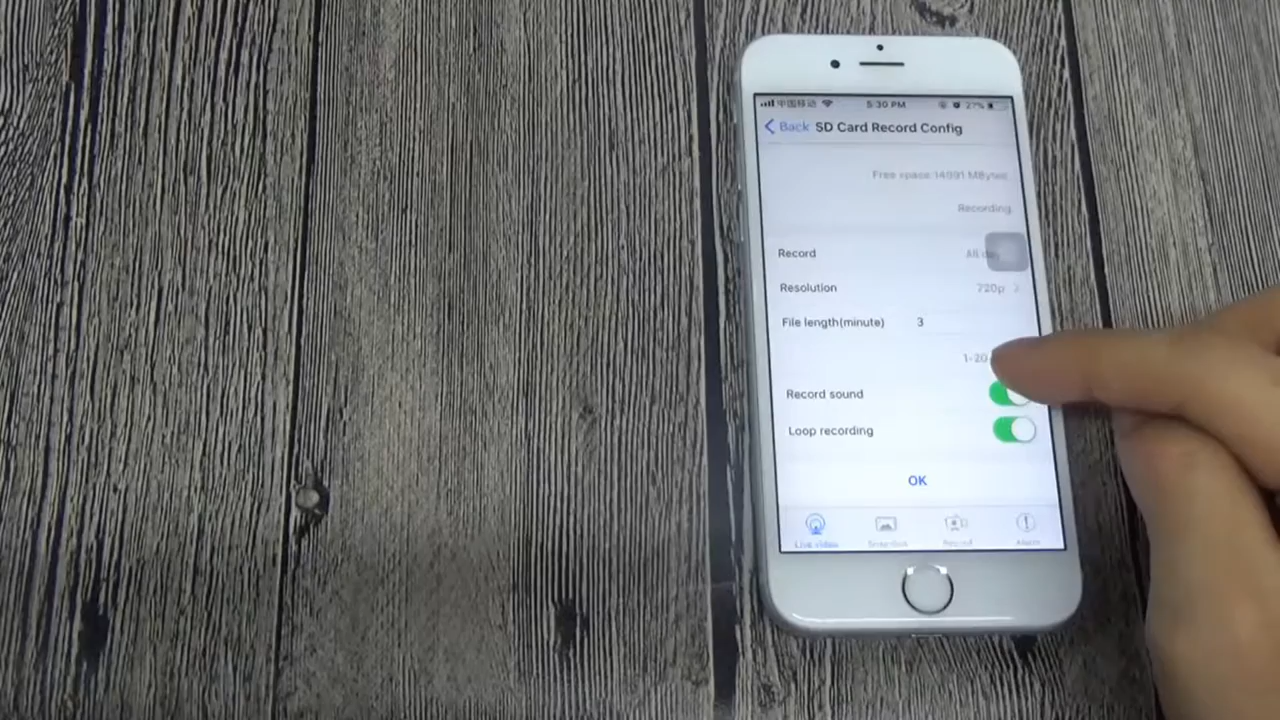 中国移动 5:30 PM 27%
Back SD Card Record Config
Free space:14991 MBytes
Recording
Record All day
Resolution 720p
File length(minute) 3
1-20
Record sound
Loop recording
OK
Live video Snapshot Record Alarm